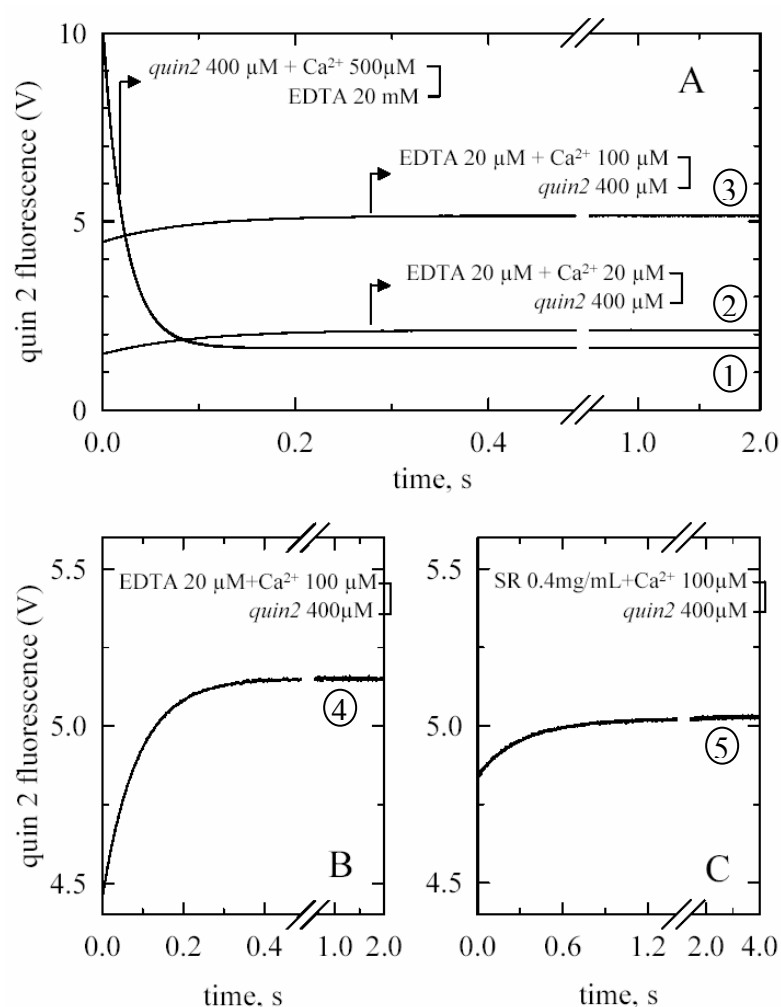 10
quin2 400 µM + Ca²⁺ 500µM
EDTA 20 mM
A
EDTA 20 µM + Ca²⁺ 100 µM
quin2 400 µM
3
5
EDTA 20 µM + Ca²⁺ 20 µM
quin2 400 µM
2
1
0
quin 2 fluorescence (V)
0.0 0.2 0.4 1.0 2.0
time, s
5.5
EDTA 20 µM+Ca²⁺ 100 µM
quin2 400µM
5.0
4
4.5
B
quin 2 fluorescence (V)
0.0 0.4 1.0 2.0
time, s
5.5
SR 0.4mg/mL+Ca²⁺ 100µM
quin2 400µM
5.0
5
4.5
C
0.0 0.6 1.2 2.0 4.0
time, s